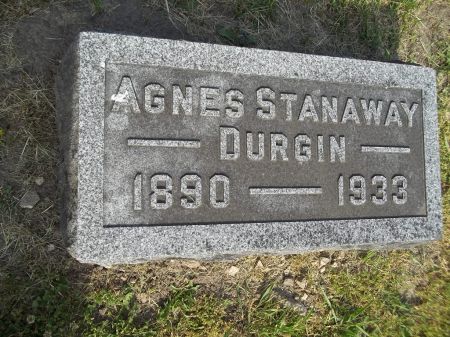 AGNES STANAWAY
— DURGIN —
1890 — 1933